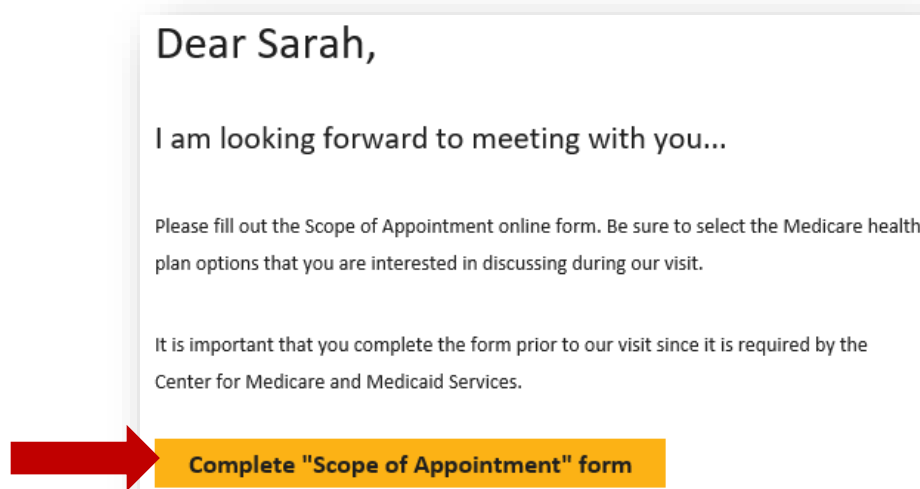 Dear Sarah,
I am looking forward to meeting with you...
Please fill out the Scope of Appointment online form. Be sure to select the Medicare health
plan options that you are interested in discussing during our visit.
It is important that you complete the form prior to our visit since it is required by the
Center for Medicare and Medicaid Services.
Complete "Scope of Appointment" form